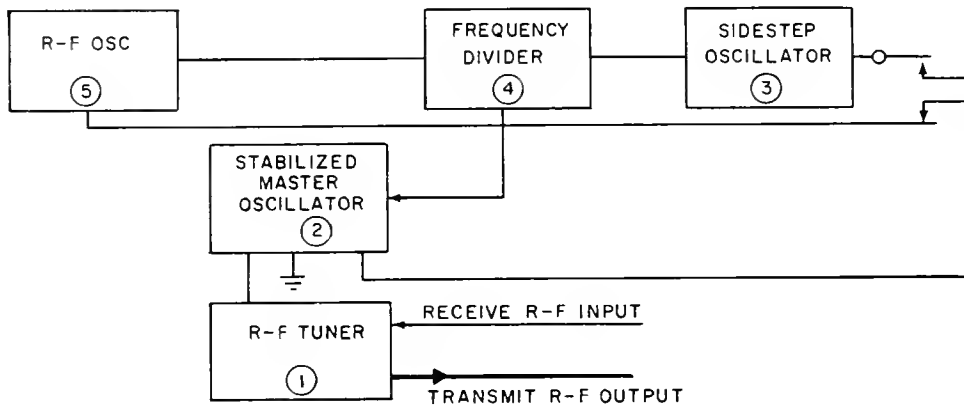 R-F OSC
5
FREQUENCY
DIVIDER
4
SIDESTEP
OSCILLATOR
3
STABILIZED
MASTER
OSCILLATOR
2
R-F TUNER
1
RECEIVE R-F INPUT
TRANSMIT R-F OUTPUT